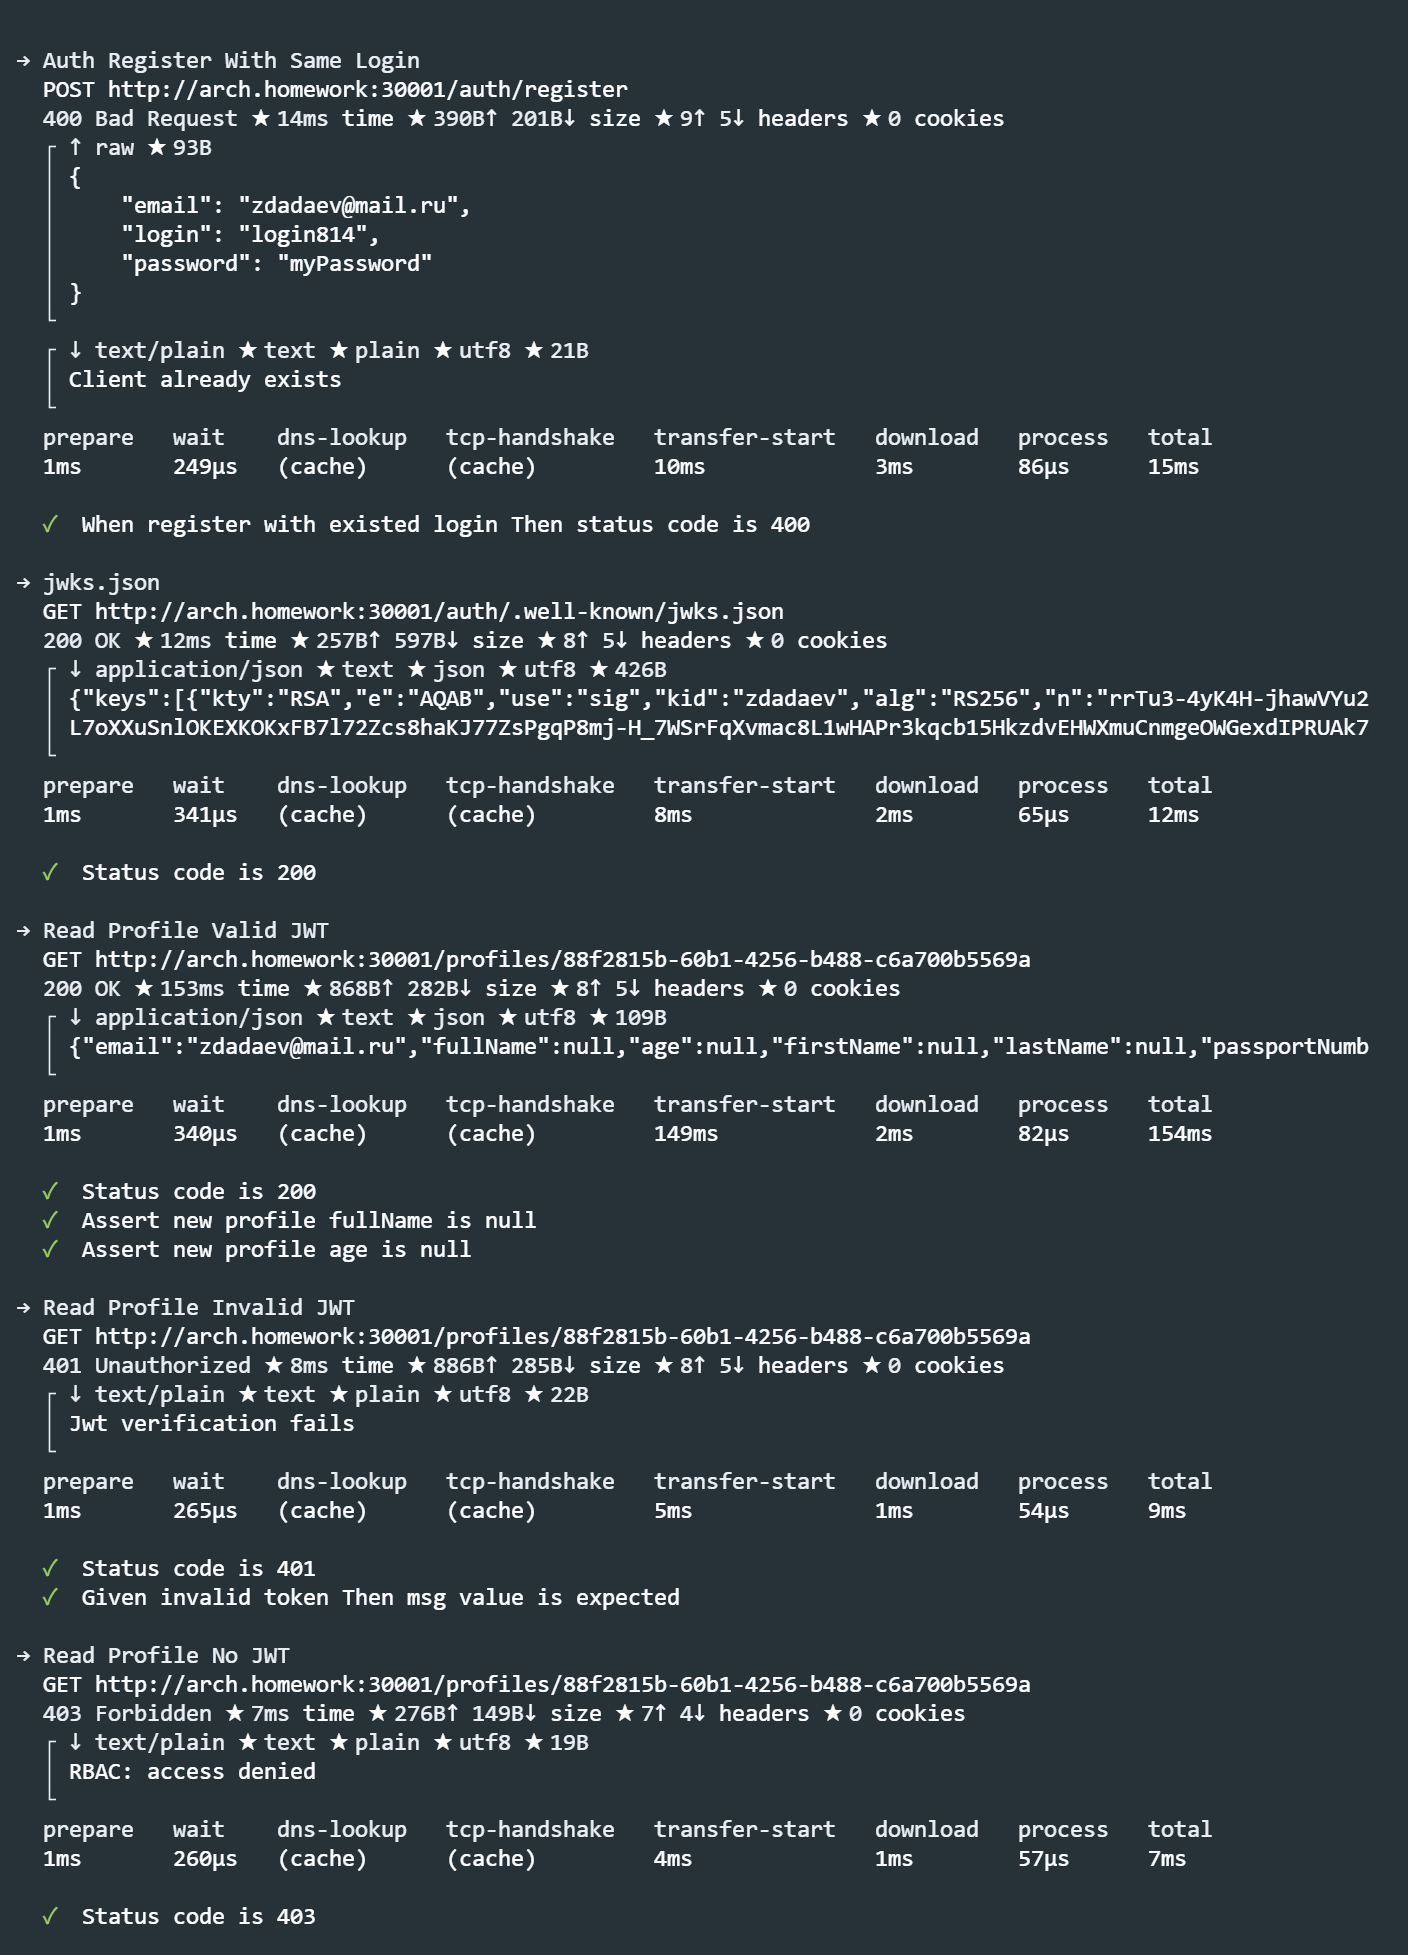 → Auth Register With Same Login
POST http://arch.homework:30001/auth/register
400 Bad Request ★ 14ms time ★ 390B↑ 201B↓ size ★ 9↑ 5↓ headers ★ 0 cookies
┌ ↑ raw ★ 93B
│ {
│     "email": "zdadaev@mail.ru",
│     "login": "login814",
│     "password": "myPassword"
│ }
└
┌ ↓ text/plain ★ text ★ plain ★ utf8 ★ 21B
│ Client already exists
└
prepare   wait    dns-lookup   tcp-handshake   transfer-start   download   process   total
1ms       249µs   (cache)      (cache)         10ms             3ms        86µs      15ms
✓  When register with existed login Then status code is 400
→ jwks.json
GET http://arch.homework:30001/auth/.well-known/jwks.json
200 OK ★ 12ms time ★ 257B↑ 597B↓ size ★ 8↑ 5↓ headers ★ 0 cookies
┌ ↓ application/json ★ text ★ json ★ utf8 ★ 426B
│ {"keys":[{"kty":"RSA","e":"AQAB","use":"sig","kid":"zdadaev","alg":"RS256","n":"rrTu3-4yK4H-jhawVYu2
│ L7oXXuSnlOKEXKOKxFB7l72Zcs8haKJ77ZsPgqP8mj-H_7WSrFqXvmac8L1wHAPr3kqcb15HkzdvEHWXmuCnmgeOWGexdIPRUAk7
└
prepare   wait    dns-lookup   tcp-handshake   transfer-start   download   process   total
1ms       341µs   (cache)      (cache)         8ms              2ms        65µs      12ms
✓  Status code is 200
→ Read Profile Valid JWT
GET http://arch.homework:30001/profiles/88f2815b-60b1-4256-b488-c6a700b5569a
200 OK ★ 153ms time ★ 868B↑ 282B↓ size ★ 8↑ 5↓ headers ★ 0 cookies
┌ ↓ application/json ★ text ★ json ★ utf8 ★ 109B
│ {"email":"zdadaev@mail.ru","fullName":null,"age":null,"firstName":null,"lastName":null,"passportNumb
└
prepare   wait    dns-lookup   tcp-handshake   transfer-start   download   process   total
1ms       340µs   (cache)      (cache)         149ms            2ms        82µs      154ms
✓  Status code is 200
✓  Assert new profile fullName is null
✓  Assert new profile age is null
→ Read Profile Invalid JWT
GET http://arch.homework:30001/profiles/88f2815b-60b1-4256-b488-c6a700b5569a
401 Unauthorized ★ 8ms time ★ 886B↑ 285B↓ size ★ 8↑ 5↓ headers ★ 0 cookies
┌ ↓ text/plain ★ text ★ plain ★ utf8 ★ 22B
│ Jwt verification fails
└
prepare   wait    dns-lookup   tcp-handshake   transfer-start   download   process   total
1ms       265µs   (cache)      (cache)         5ms              1ms        54µs      9ms
✓  Status code is 401
✓  Given invalid token Then msg value is expected
→ Read Profile No JWT
GET http://arch.homework:30001/profiles/88f2815b-60b1-4256-b488-c6a700b5569a
403 Forbidden ★ 7ms time ★ 276B↑ 149B↓ size ★ 7↑ 4↓ headers ★ 0 cookies
┌ ↓ text/plain ★ text ★ plain ★ utf8 ★ 19B
│ RBAC: access denied
└
prepare   wait    dns-lookup   tcp-handshake   transfer-start   download   process   total
1ms       260µs   (cache)      (cache)         4ms              1ms        57µs      7ms
✓  Status code is 403